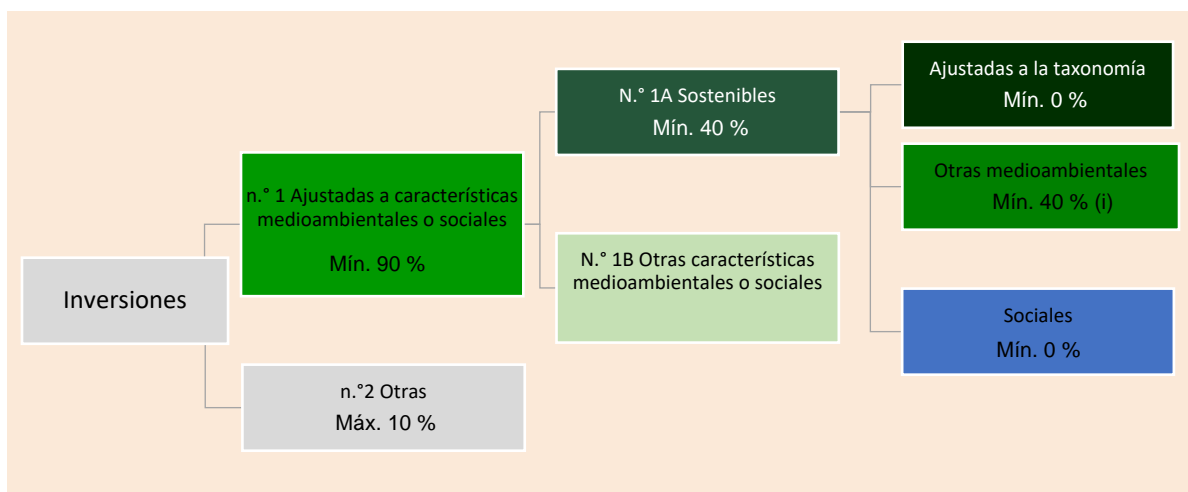 Inversiones
n.° 1 Ajustadas a características
medioambientales o sociales
Mín. 90 %
n.°2 Otras
Máx. 10 %
N.° 1A Sostenibles
Mín. 40 %
N.° 1B Otras características
medioambientales o sociales
Ajustadas a la taxonomía
Mín. 0 %
Otras medioambientales
Mín. 40 % (i)
Sociales
Mín. 0 %